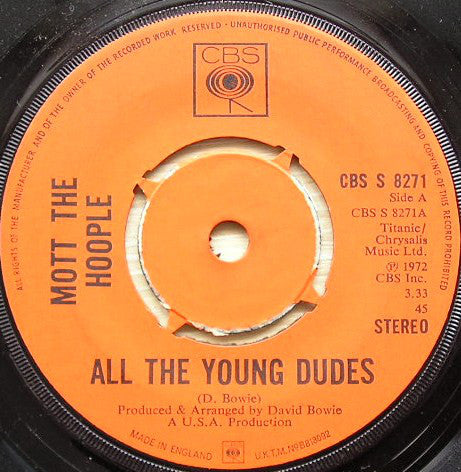 ALL RIGHTS OF THE MANUFACTURER AND OF THE OWNER OF THE RECORDED WORK RESERVED - UNAUTHORISED PUBLIC PERFORMANCE BROADCASTING AND COPYING OF THIS RECORD PROHIBITED
CBS
MOTT THE
HOOPLE
CBS S 8271
Side A
CBS S 8271A
Titanic/
Chrysalis
Music Ltd.
℗ 1972
CBS Inc.
3.33
45
STEREO
ALL THE YOUNG DUDES
(D. Bowie)
Produced & Arranged by David Bowie
A U.S.A. Production
MADE IN ENGLAND
U.K.T.M. No B813092